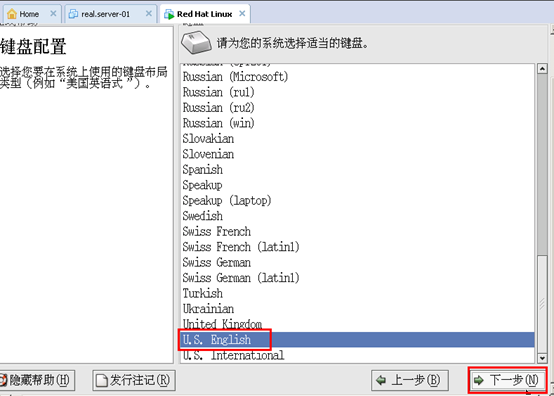 Home
real.server-01
Red Hat Linux
键盘配置
选择您要在系统上使用的键盘布局
类型（例如“美国英语式 ”）。
请为您的系统选择适当的键盘。
Russian (Microsoft)
Russian (ru1)
Russian (ru2)
Russian (win)
Slovakian
Slovenian
Spanish
Speakup
Speakup (laptop)
Swedish
Swiss French
Swiss French (latin1)
Swiss German
Swiss German (latin1)
Turkish
Ukrainian
United Kingdom
U.S. English
U.S. International
隐藏帮助(H)
发行注记(R)
上一步(B)
下一步(N)